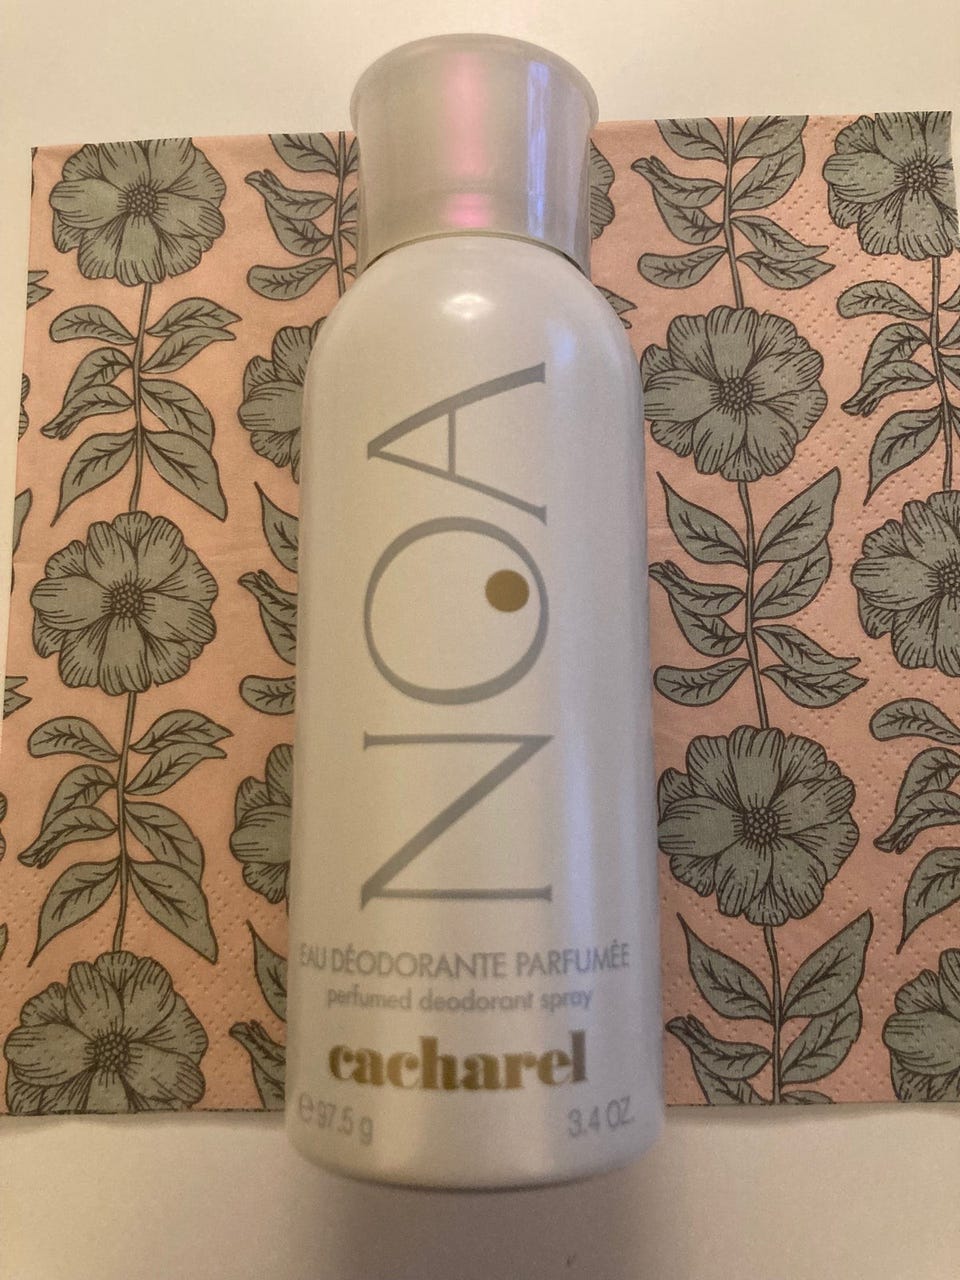 NOA
EAU DÉODORANTE PARFUMÉE
perfumed deodorant spray
cacharel
℮ 97.5 g 3.4 OZ.